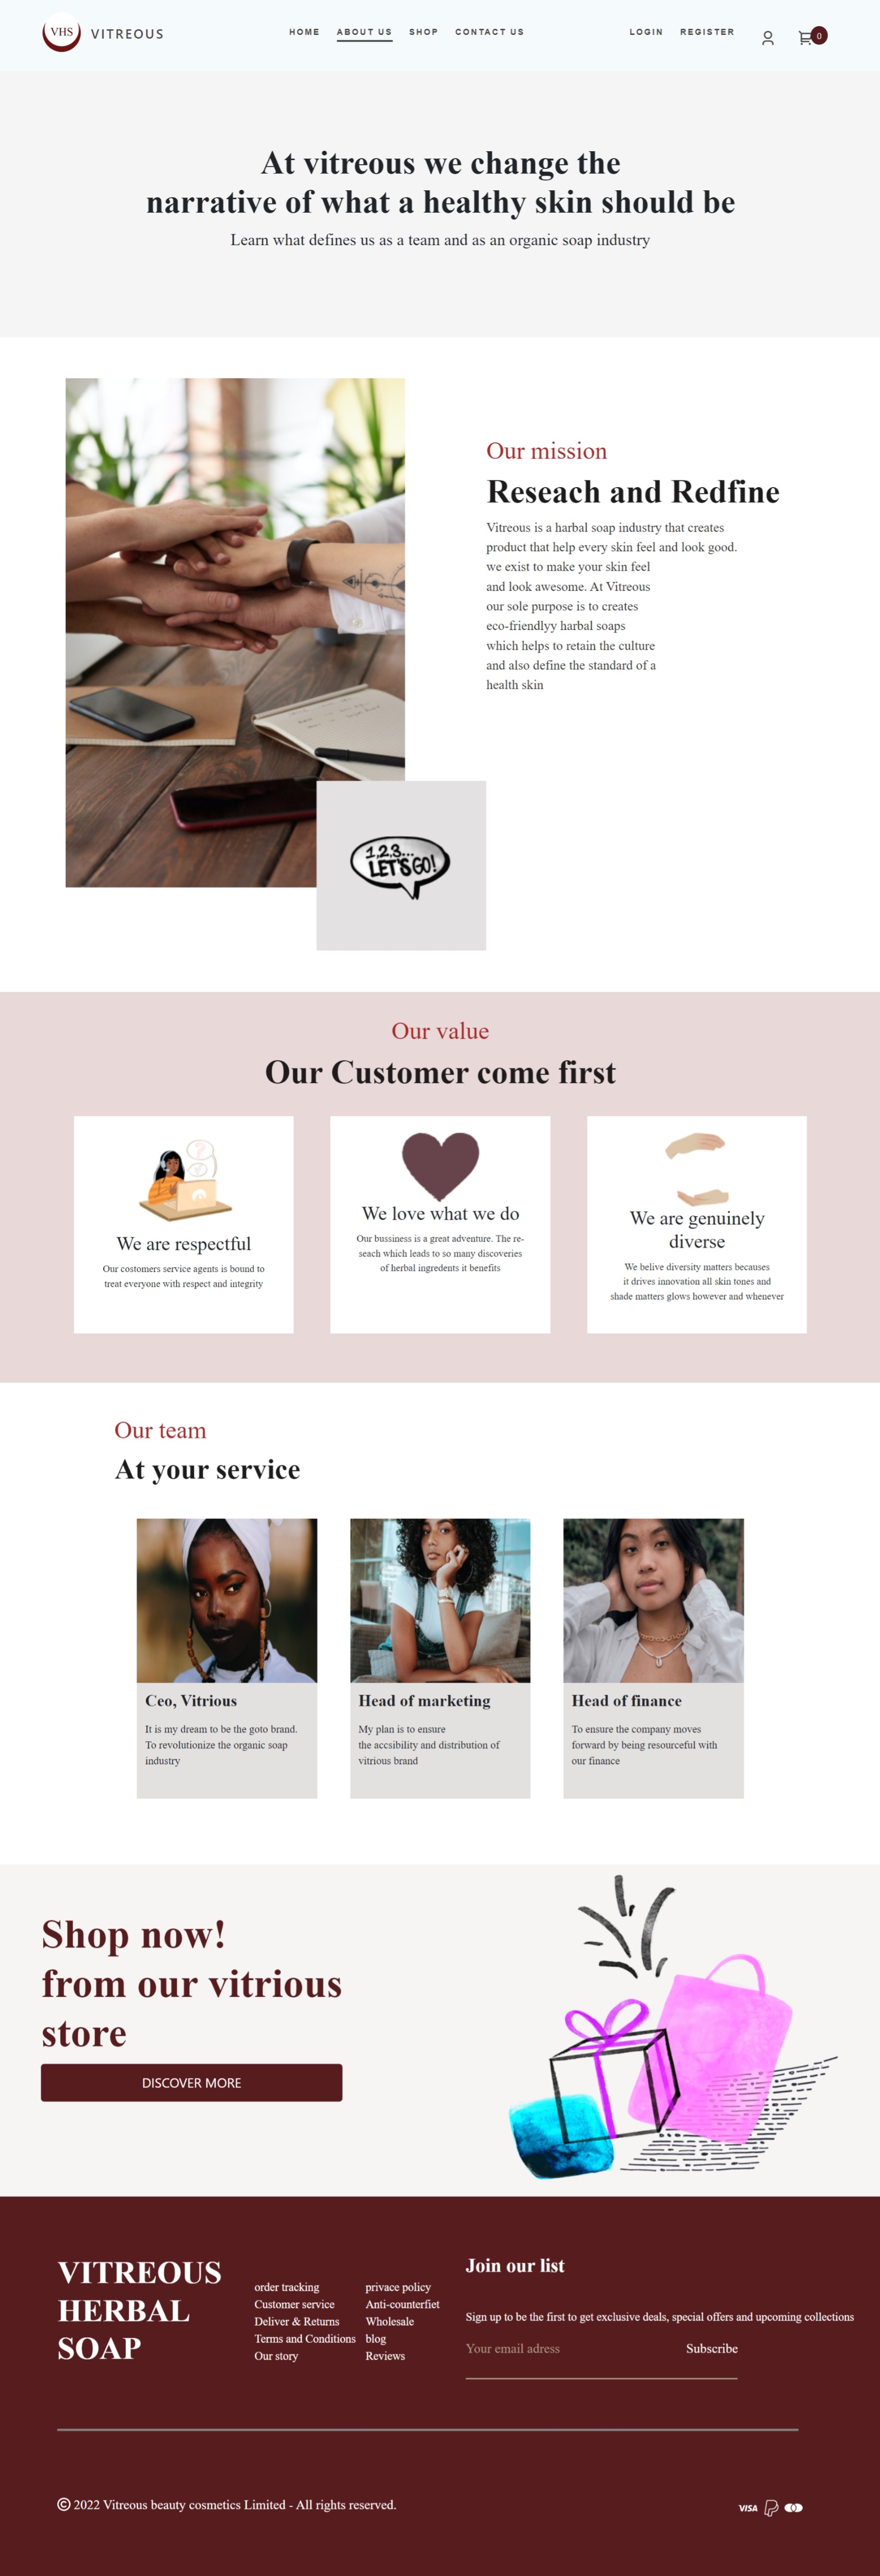 VHS VITREOUS
HOME ABOUT US SHOP CONTACT US
LOGIN REGISTER 0
At vitreous we change the
narrative of what a healthy skin should be
Learn what defines us as a team and as an organic soap industry
Our mission
Reseach and Redfine
Vitreous is a harbal soap industry that creates
product that help every skin feel and look good.
we exist to make your skin feel
and look awesome. At Vitreous
our sole purpose is to creates
eco-friendlyy harbal soaps
which helps to retain the culture
and also define the standard of a
health skin
1,2,3...
LET'S GO!
Our value
Our Customer come first
We are respectful
Our costomers service agents is bound to
treat everyone with respect and integrity
We love what we do
Our bussiness is a great adventure. The re-
seach which leads to so many discoveries
of herbal ingredents it benefits
We are genuinely
diverse
We belive diversity matters becauses
it drives innovation all skin tones and
shade matters glows however and whenever
Our team
At your service
Ceo, Vitrious
It is my dream to be the goto brand.
To revolutionize the organic soap
industry
Head of marketing
My plan is to ensure
the accsibility and distribution of
vitrious brand
Head of finance
To ensure the company moves
forward by being resourceful with
our finance
Shop now!
from our vitrious
store
DISCOVER MORE
VITREOUS
HERBAL
SOAP
order tracking
Customer service
Deliver & Returns
Terms and Conditions
Our story
privace policy
Anti-counterfiet
Wholesale
blog
Reviews
Join our list
Sign up to be the first to get exclusive deals, special offers and upcoming collections
Your email adress Subscribe
© 2022 Vitreous beauty cosmetics Limited - All rights reserved.
VISA